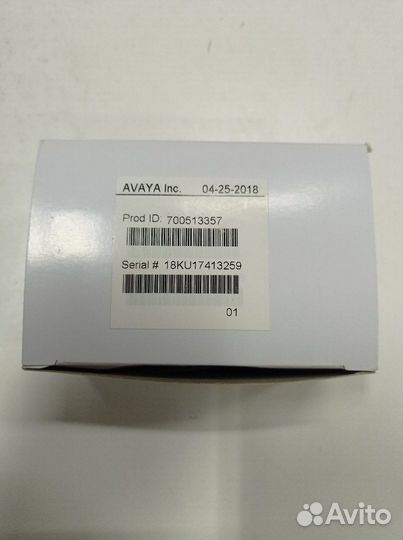 AVAYA Inc. 04-25-2018
Prod ID: 700513357
Serial # 18KU17413259
01
Avito